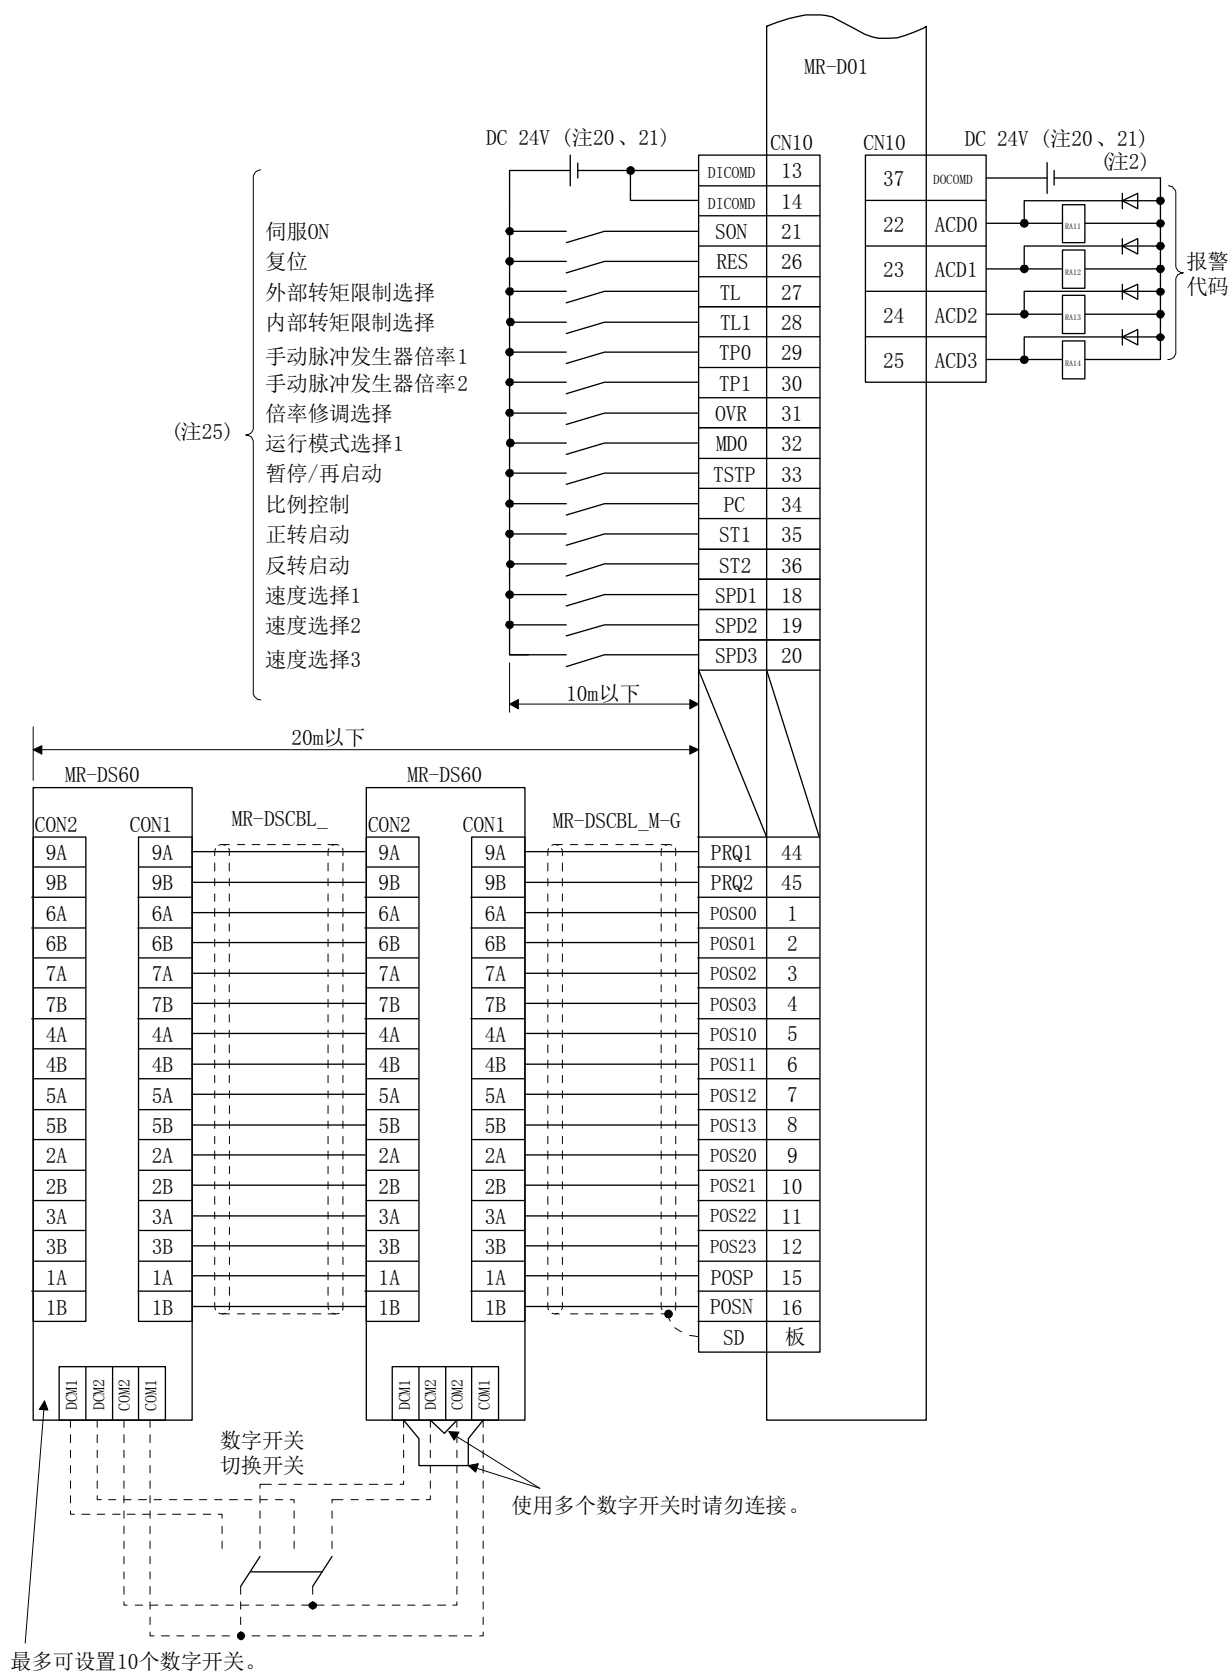 MR-D01
DC 24V (注20、21)
CN10
DICOMD 13
DICOMD 14
伺服ON SON 21
复位 RES 26
外部转矩限制选择 TL 27
内部转矩限制选择 TL1 28
手动脉冲发生器倍率1 TP0 29
手动脉冲发生器倍率2 TP1 30
倍率修调选择 OVR 31
(注25)
运行模式选择1 MD0 32
暂停/再启动 TSTP 33
比例控制 PC 34
正转启动 ST1 35
反转启动 ST2 36
速度选择1 SPD1 18
速度选择2 SPD2 19
速度选择3 SPD3 20
CN10
DC 24V (注20、21)
(注2)
37 DOCOMD
22 ACD0 RA11
23 ACD1 RA12
24 ACD2 RA13
25 ACD3 RA14
报警
代码
10m以下
20m以下
MR-DS60 MR-DS60
CON2 CON1 MR-DSCBL_ CON2 CON1 MR-DSCBL_M-G
9A 9A 9A 9A PRQ1 44
9B 9B 9B 9B PRQ2 45
6A 6A 6A 6A POS00 1
6B 6B 6B 6B POS01 2
7A 7A 7A 7A POS02 3
7B 7B 7B 7B POS03 4
4A 4A 4A 4A POS10 5
4B 4B 4B 4B POS11 6
5A 5A 5A 5A POS12 7
5B 5B 5B 5B POS13 8
2A 2A 2A 2A POS20 9
2B 2B 2B 2B POS21 10
3A 3A 3A 3A POS22 11
3B 3B 3B 3B POS23 12
1A 1A 1A 1A POSP 15
1B 1B 1B 1B POSN 16
SD 板
DCM1 DCM2 COM2 COM1 DCM1 DCM2 COM2 COM1
数字开关
切换开关
使用多个数字开关时请勿连接。
最多可设置10个数字开关。